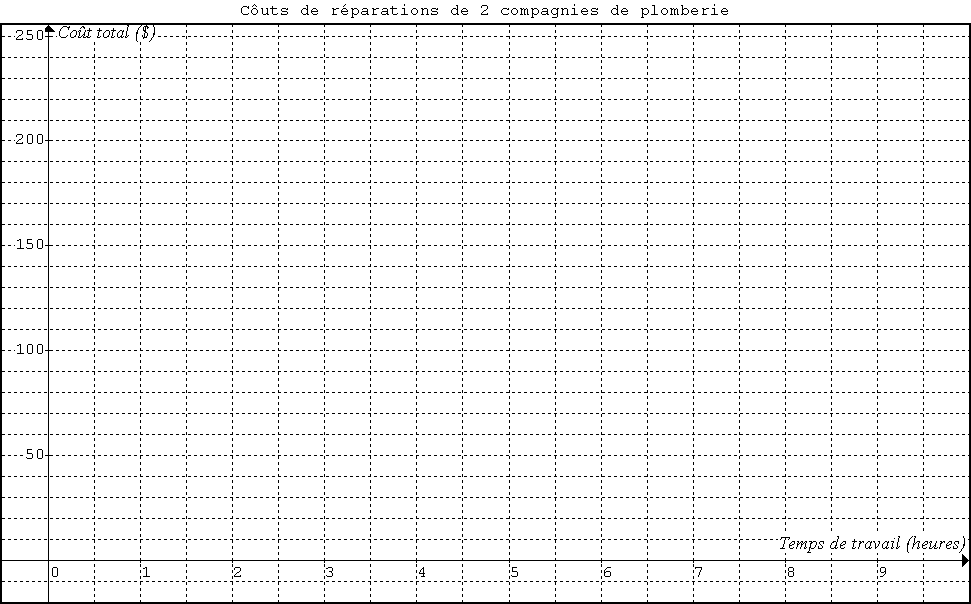 Côuts de réparations de 2 compagnies de plomberie
250
Coût total ($)
200
150
100
50
Temps de travail (heures)
0 1 2 3 4 5 6 7 8 9